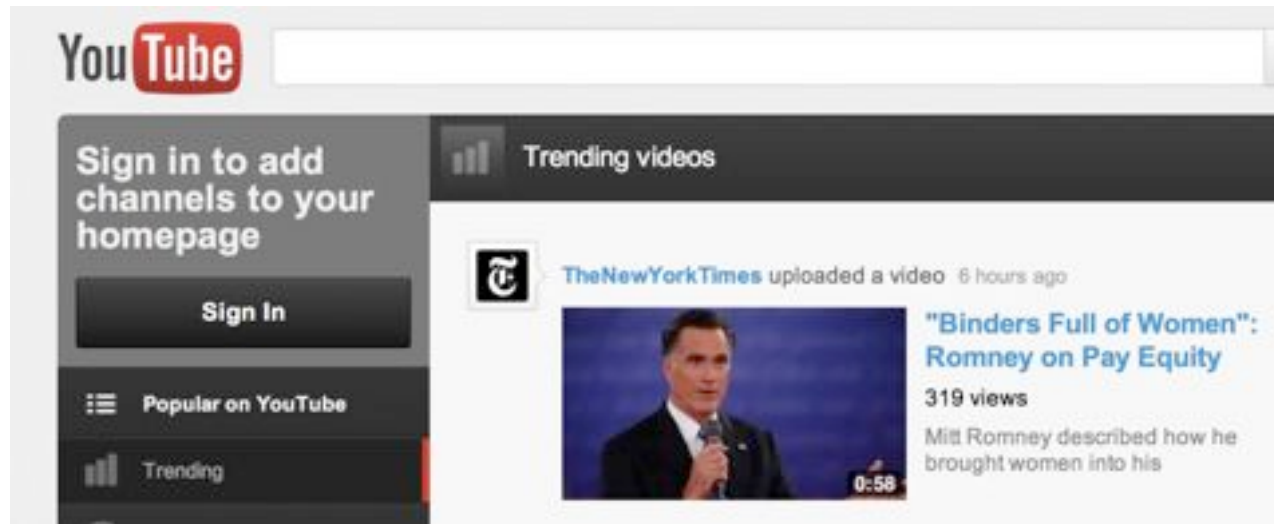 YouTube
Sign in to add
channels to your
homepage
Sign In
Popular on YouTube
Trending
Trending videos
TheNewYorkTimes uploaded a video 6 hours ago
0:58
"Binders Full of Women":
Romney on Pay Equity
319 views
Mitt Romney described how he
brought women into his